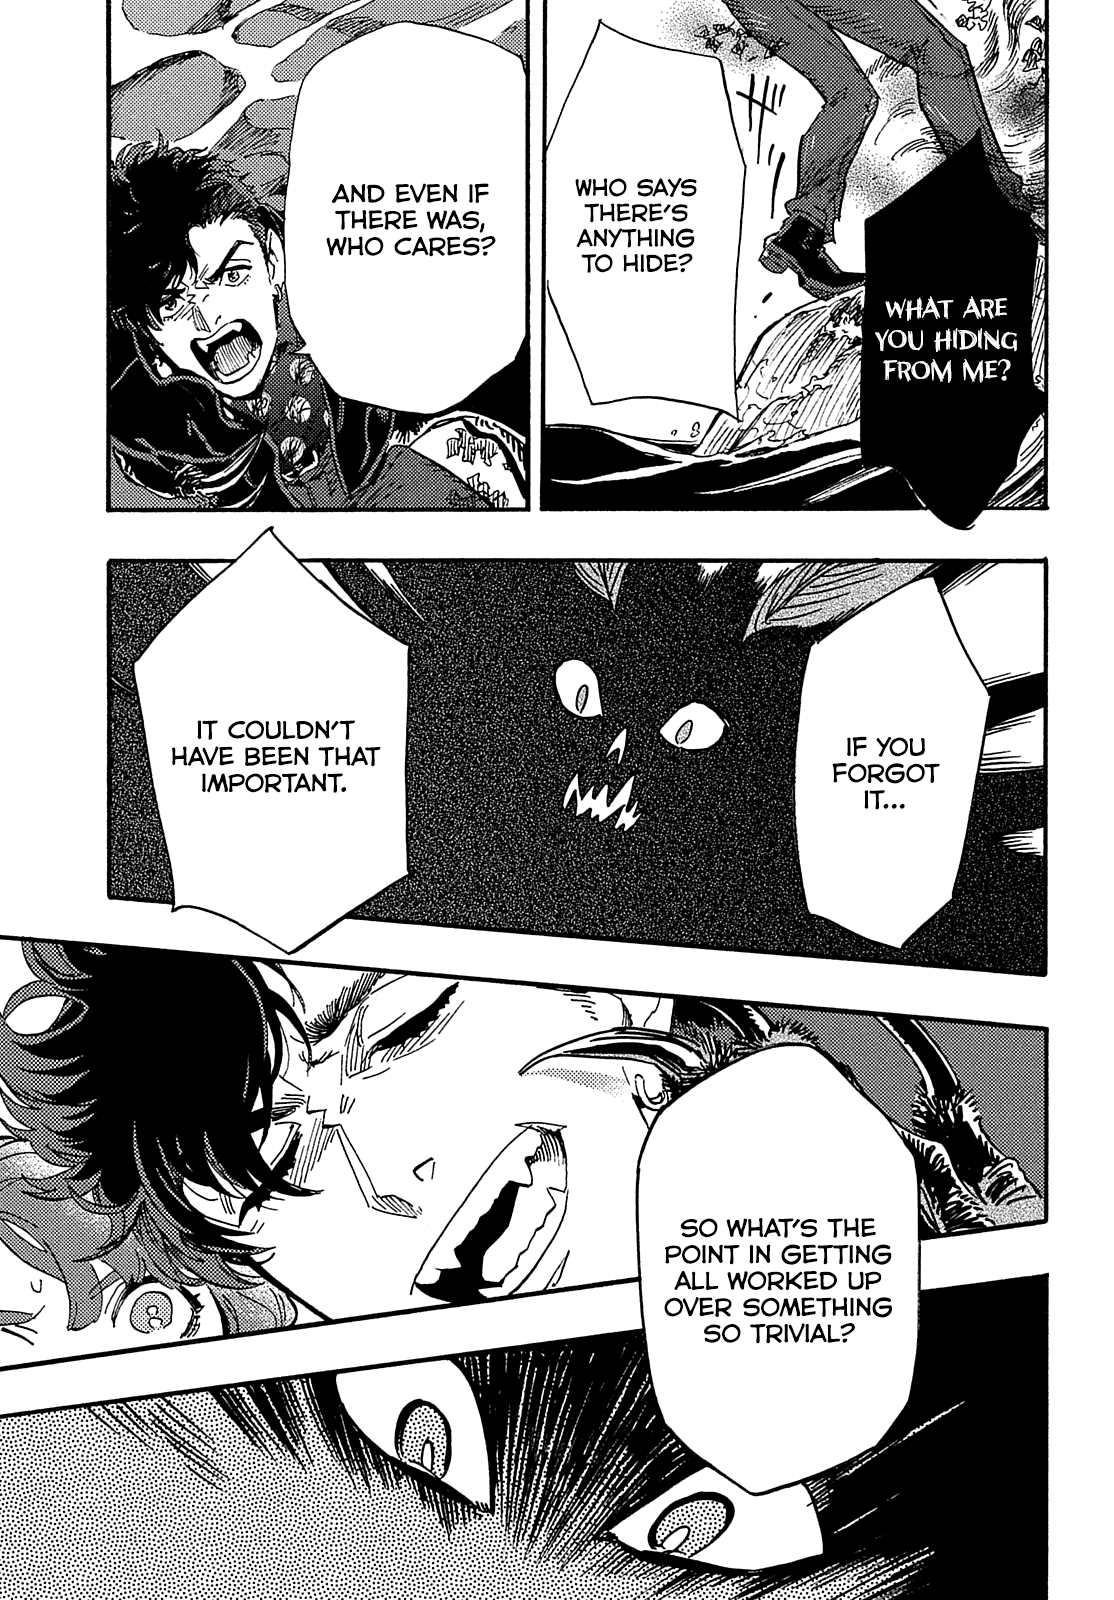 WHAT ARE
YOU HIDING
FROM ME?
WHO SAYS
THERE'S
ANYTHING
TO HIDE?
AND EVEN IF
THERE WAS,
WHO CARES?
IF YOU
FORGOT
IT...
IT COULDN'T
HAVE BEEN THAT
IMPORTANT.
SO WHAT'S THE
POINT IN GETTING
ALL WORKED UP
OVER SOMETHING
SO TRIVIAL?